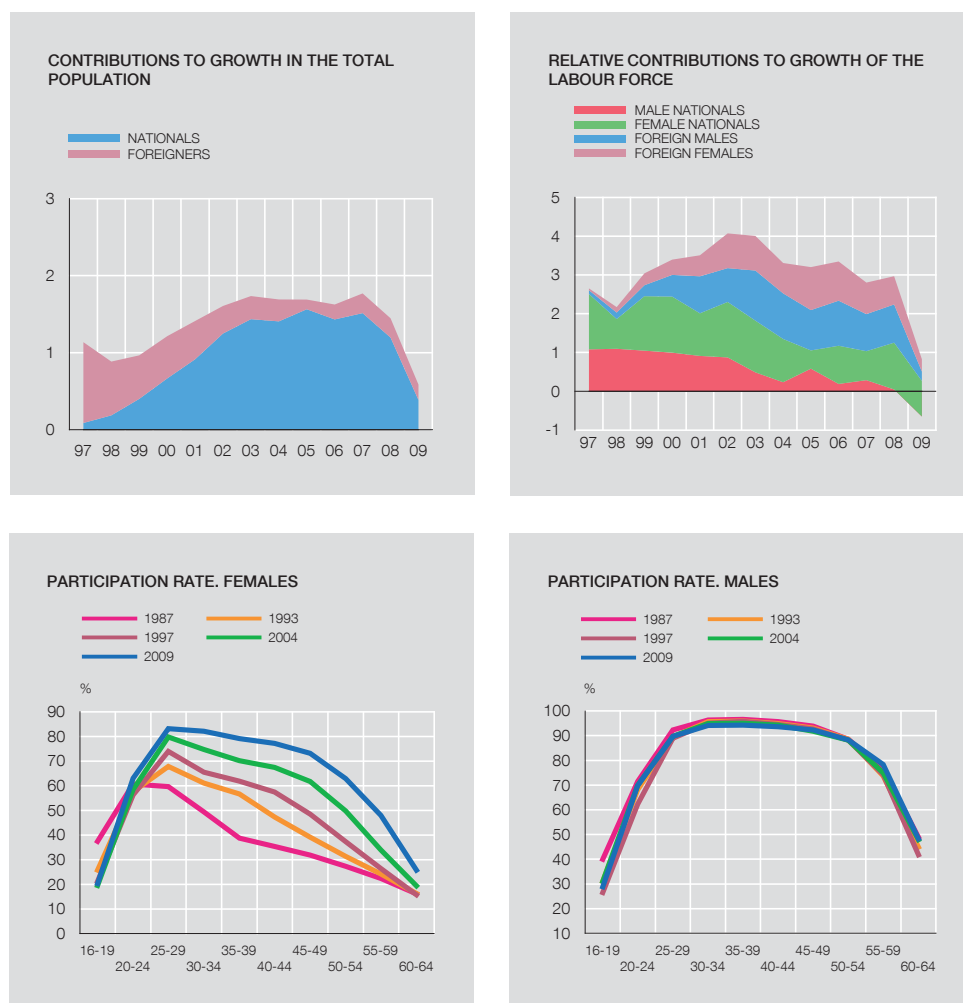 CONTRIBUTIONS TO GROWTH IN THE TOTAL
POPULATION
NATIONALS
FOREIGNERS
3
2
1
0
97 98 99 00 01 02 03 04 05 06 07 08 09
RELATIVE CONTRIBUTIONS TO GROWTH OF THE
LABOUR FORCE
MALE NATIONALS
FEMALE NATIONALS
FOREIGN MALES
FOREIGN FEMALES
5
4
3
2
1
0
-1
97 98 99 00 01 02 03 04 05 06 07 08 09
PARTICIPATION RATE. FEMALES
1987 1993
1997 2004
2009
%
90
80
70
60
50
40
30
20
10
0
16-19 25-29 35-39 45-49 55-59
20-24 30-34 40-44 50-54 60-64
PARTICIPATION RATE. MALES
1987 1993
1997 2004
2009
%
100
90
80
70
60
50
40
30
20
10
16-19 25-29 35-39 45-49 55-59
20-24 30-34 40-44 50-54 60-64